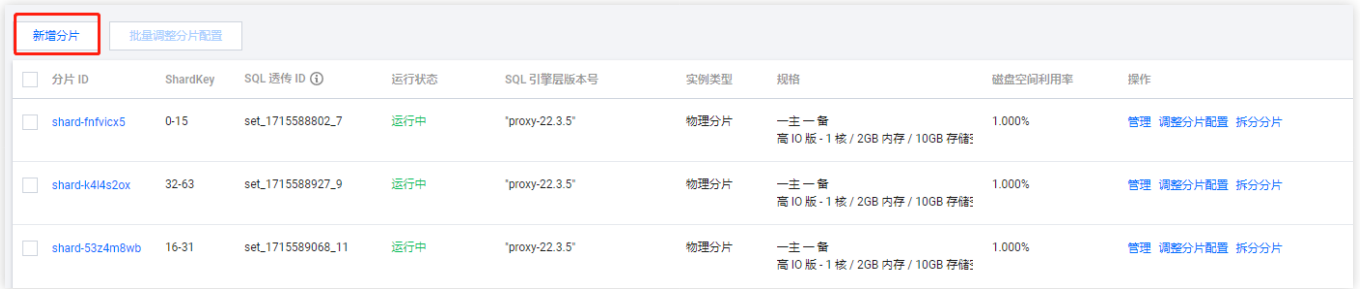 新增分片 批量调整分片配置
分片 ID ShardKey SQL 透传 ID 运行状态 SQL 引擎层版本号 实例类型 规格 磁盘空间利用率 操作
shard-fnfvicx5 0-15 set_1715588802_7 运行中 "proxy-22.3.5" 物理分片 一主一备 1.000% 管理 调整分片配置 拆分分片
高 IO 版 - 1 核 / 2GB 内存 / 10GB 存储
shard-k4l4s2ox 32-63 set_1715588927_9 运行中 "proxy-22.3.5" 物理分片 一主一备 1.000% 管理 调整分片配置 拆分分片
高 IO 版 - 1 核 / 2GB 内存 / 10GB 存储
shard-53z4m8wb 16-31 set_1715589068_11 运行中 "proxy-22.3.5" 物理分片 一主一备 1.000% 管理 调整分片配置 拆分分片
高 IO 版 - 1 核 / 2GB 内存 / 10GB 存储